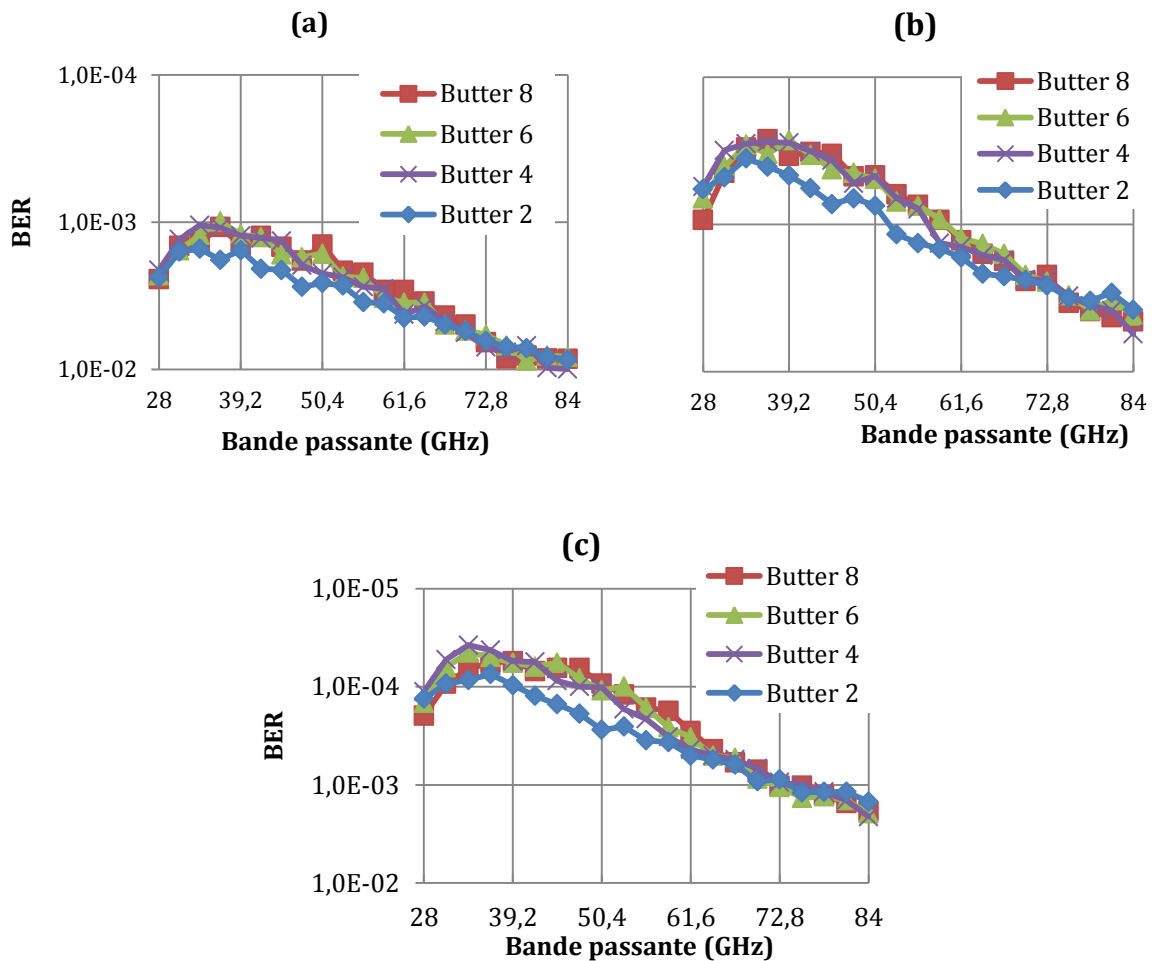 (a)
1,0E-04
1,0E-03
1,0E-02
BER
Butter 8
Butter 6
Butter 4
Butter 2
28 39,2 50,4 61,6 72,8 84
Bande passante (GHz)
(b)
Butter 8
Butter 6
Butter 4
Butter 2
28 39,2 50,4 61,6 72,8 84
Bande passante (GHz)
(c)
1,0E-05
1,0E-04
1,0E-03
1,0E-02
BER
Butter 8
Butter 6
Butter 4
Butter 2
28 39,2 50,4 61,6 72,8 84
Bande passante (GHz)